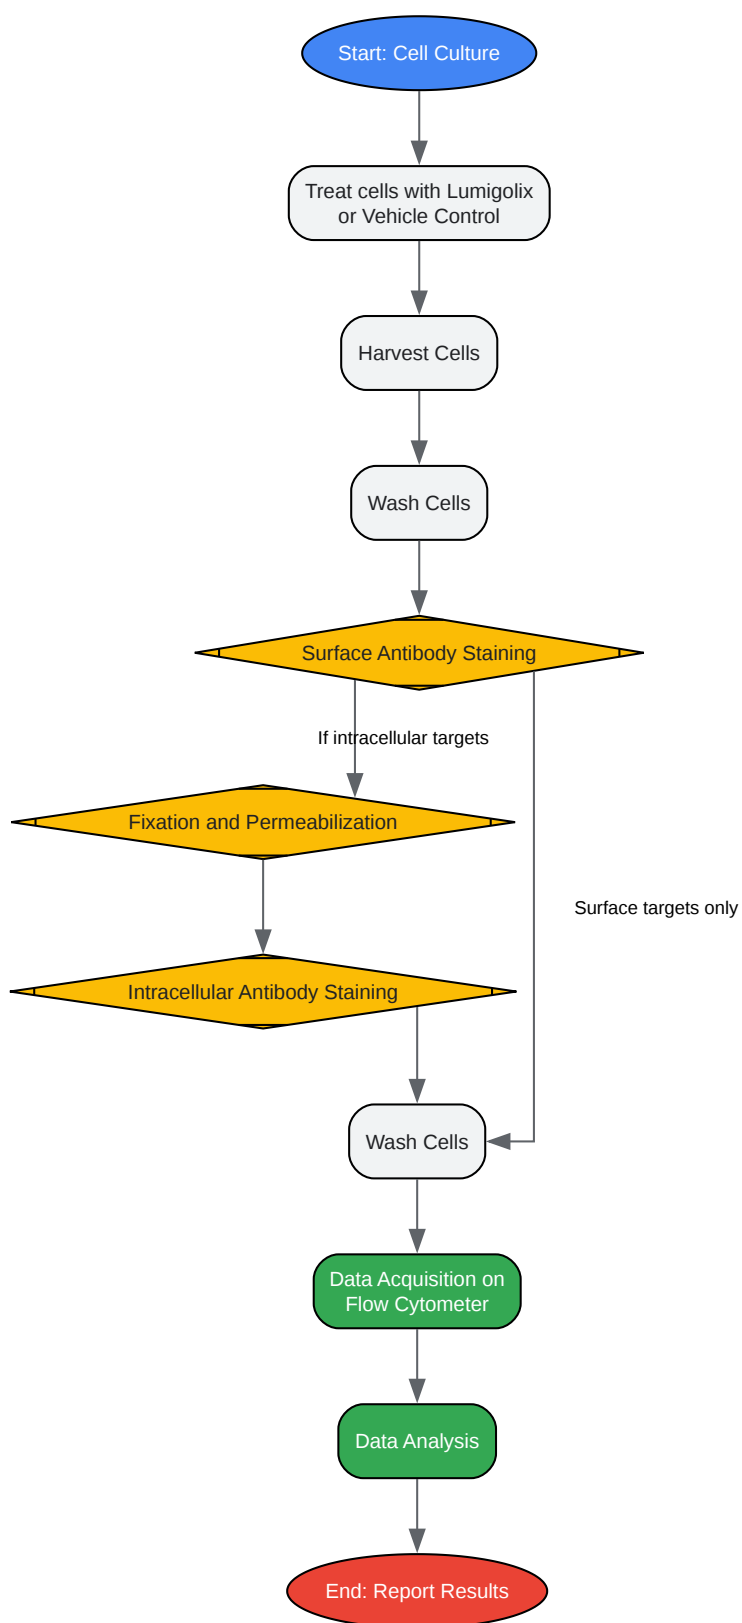 Start: Cell Culture
Treat cells with Lumigolix
or Vehicle Control
Harvest Cells
Wash Cells
Surface Antibody Staining
If intracellular targets
Fixation and Permeabilization
Surface targets only
Intracellular Antibody Staining
Wash Cells
Data Acquisition on
Flow Cytometer
Data Analysis
End: Report Results